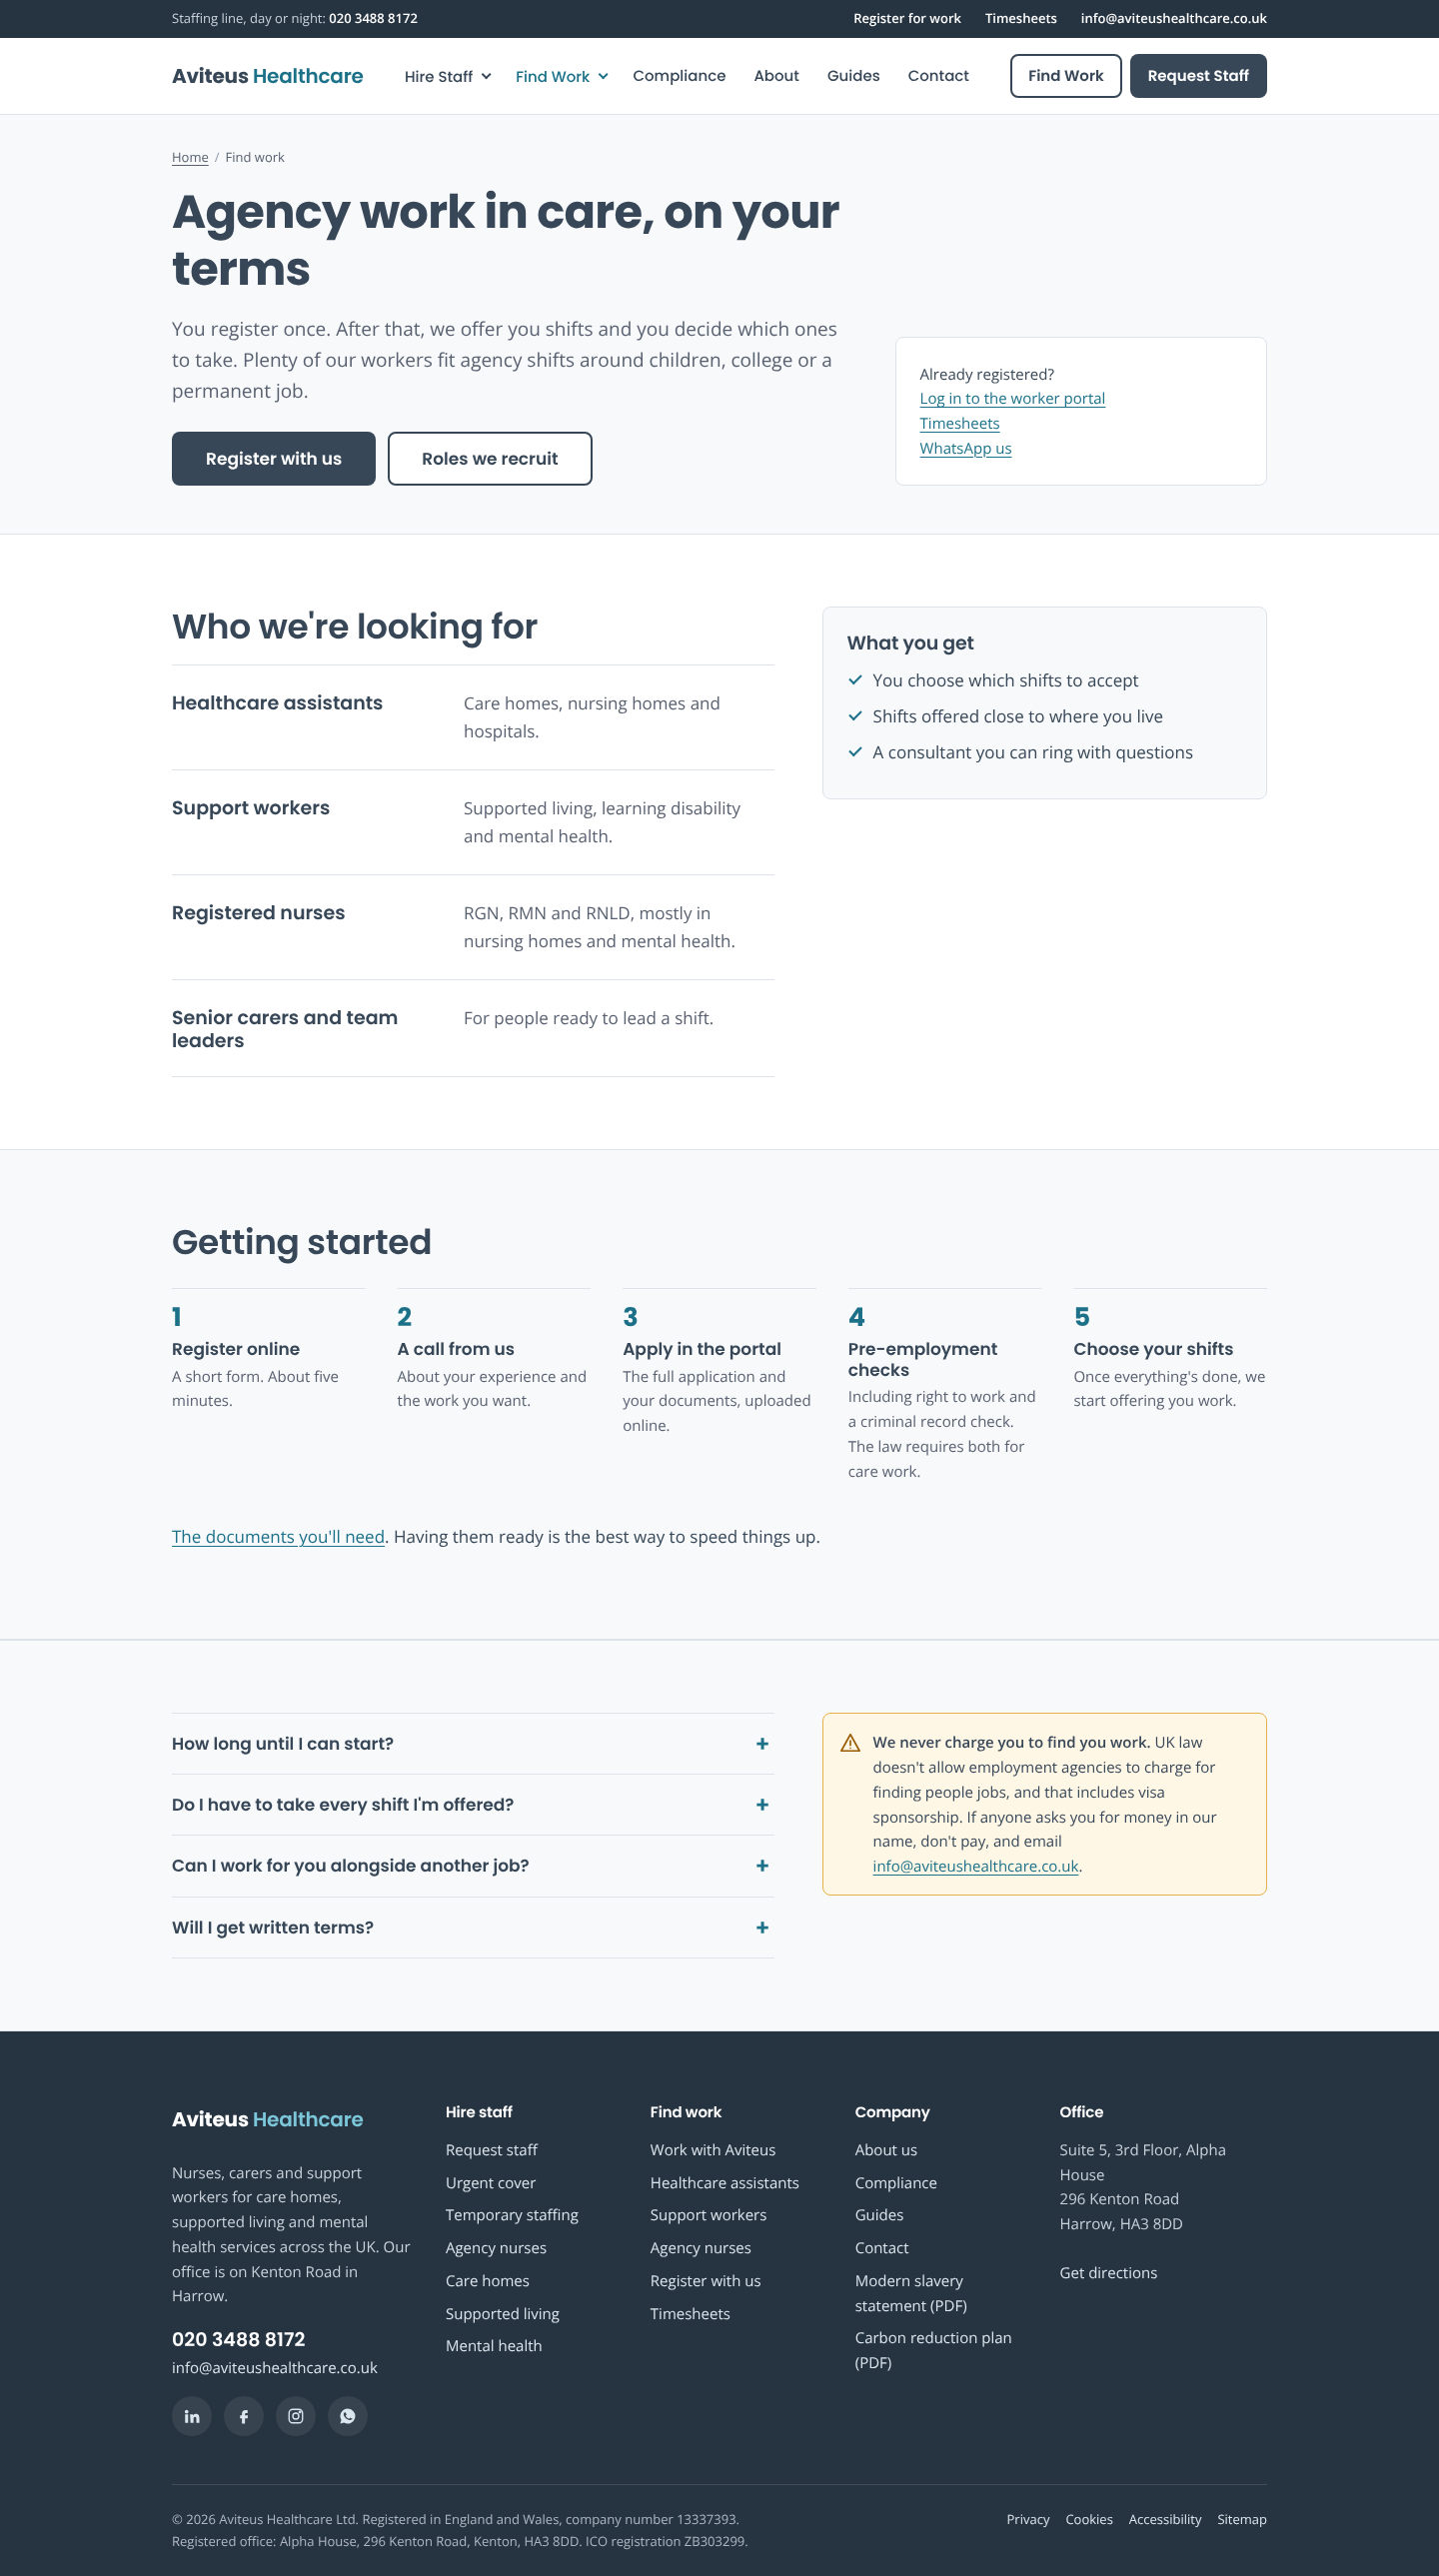 Staffing line, day or night: 020 3488 8172
Register for work
Timesheets
info@aviteushealthcare.co.uk
Aviteus Healthcare
Hire Staff
Find Work
Compliance
About
Guides
Contact
Find Work
Request Staff
Home / Find work
Agency work in care, on your
terms
You register once. After that, we offer you shifts and you decide which ones
to take. Plenty of our workers fit agency shifts around children, college or a
permanent job.
Register with us
Roles we recruit
Already registered?
Log in to the worker portal
Timesheets
WhatsApp us
Who we're looking for
Healthcare assistants
Care homes, nursing homes and
hospitals.
Support workers
Supported living, learning disability
and mental health.
Registered nurses
RGN, RMN and RNLD, mostly in
nursing homes and mental health.
Senior carers and team
leaders
For people ready to lead a shift.
What you get
You choose which shifts to accept
Shifts offered close to where you live
A consultant you can ring with questions
Getting started
1
Register online
A short form. About five
minutes.
2
A call from us
About your experience and
the work you want.
3
Apply in the portal
The full application and
your documents, uploaded
online.
4
Pre-employment
checks
Including right to work and
a criminal record check.
The law requires both for
care work.
5
Choose your shifts
Once everything's done, we
start offering you work.
The documents you'll need. Having them ready is the best way to speed things up.
How long until I can start?
Do I have to take every shift I'm offered?
Can I work for you alongside another job?
Will I get written terms?
We never charge you to find you work. UK law
doesn't allow employment agencies to charge for
finding people jobs, and that includes visa
sponsorship. If anyone asks you for money in our
name, don't pay, and email
info@aviteushealthcare.co.uk.
Aviteus Healthcare
Nurses, carers and support
workers for care homes,
supported living and mental
health services across the UK. Our
office is on Kenton Road in
Harrow.
020 3488 8172
info@aviteushealthcare.co.uk
Hire staff
Request staff
Urgent cover
Temporary staffing
Agency nurses
Care homes
Supported living
Mental health
Find work
Work with Aviteus
Healthcare assistants
Support workers
Agency nurses
Register with us
Timesheets
Company
About us
Compliance
Guides
Contact
Modern slavery
statement (PDF)
Carbon reduction plan
(PDF)
Office
Suite 5, 3rd Floor, Alpha
House
296 Kenton Road
Harrow, HA3 8DD
Get directions
© 2026 Aviteus Healthcare Ltd. Registered in England and Wales, company number 13337393.
Registered office: Alpha House, 296 Kenton Road, Kenton, HA3 8DD. ICO registration ZB303299.
Privacy
Cookies
Accessibility
Sitemap